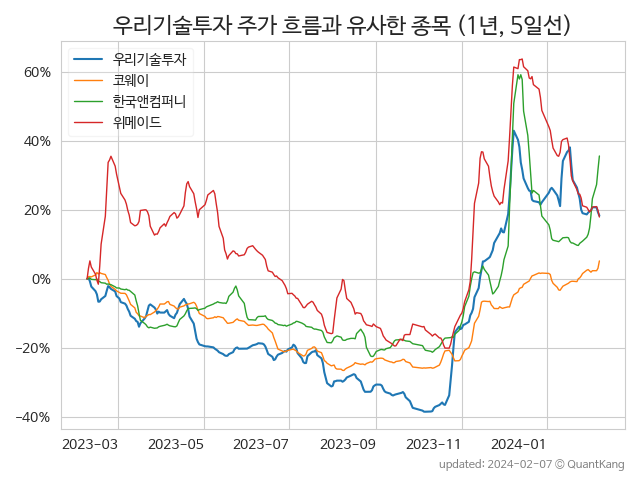 우리기술투자 주가 흐름과 유사한 종목 (1년, 5일선)
우리기술투자
코웨이
한국앤컴퍼니
위메이드
60%
40%
20%
0%
−20%
−40%
2023-03 2023-05 2023-07 2023-09 2023-11 2024-01
updated: 2024-02-07 © QuantKang